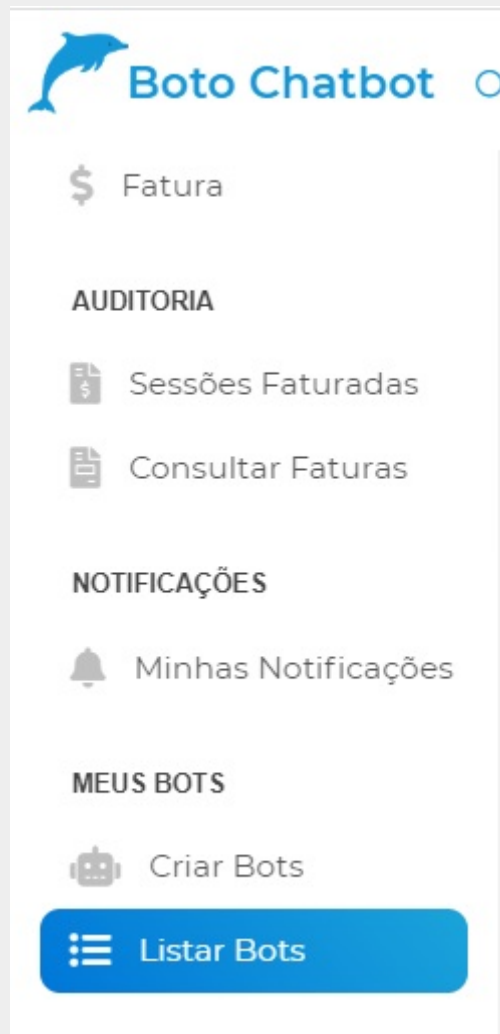 Boto Chatbot
Fatura
AUDITORIA
Sessões Faturadas
Consultar Faturas
NOTIFICAÇÕES
Minhas Notificações
MEUS BOTS
Criar Bots
Listar Bots